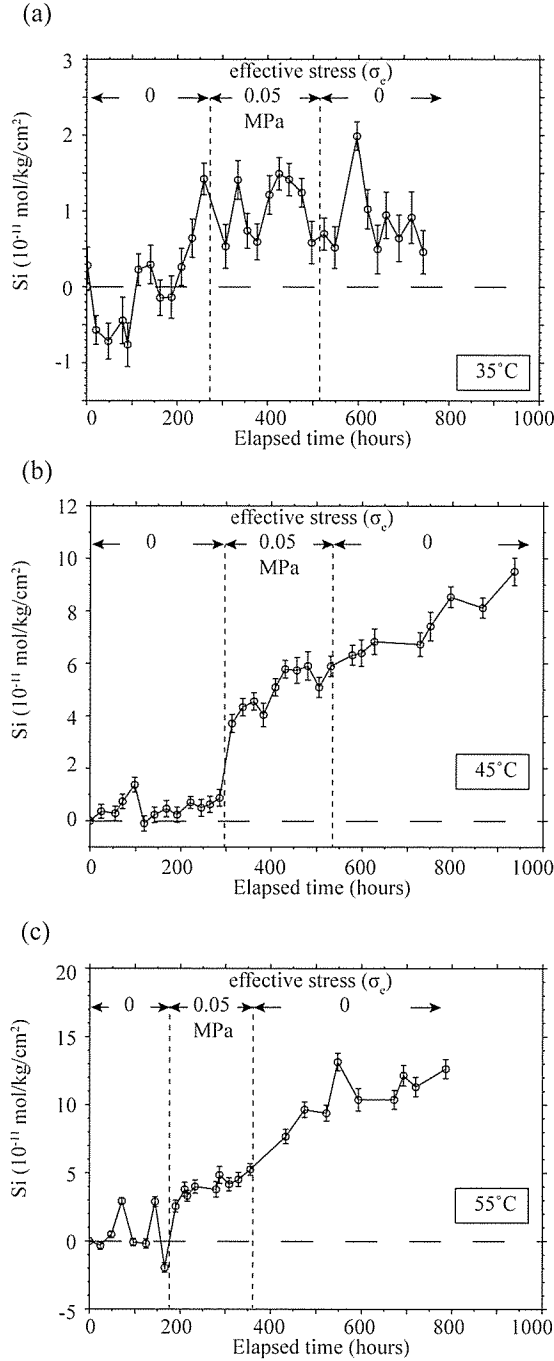 (a)
Si (10⁻¹¹ mol/kg/cm²)
3
2
1
0
-1
effective stress (σₑ)
0 0.05 0
MPa
35˚C
0 200 400 600 800 1000
Elapsed time (hours)
(b)
Si (10⁻¹¹ mol/kg/cm²)
12
10
8
6
4
2
0
effective stress (σₑ)
0 0.05 0
MPa
45˚C
0 200 400 600 800 1000
Elapsed time (hours)
(c)
Si (10⁻¹¹ mol/kg/cm²)
20
15
10
5
0
-5
effective stress (σₑ)
0 0.05 0
MPa
55˚C
0 200 400 600 800 1000
Elapsed time (hours)